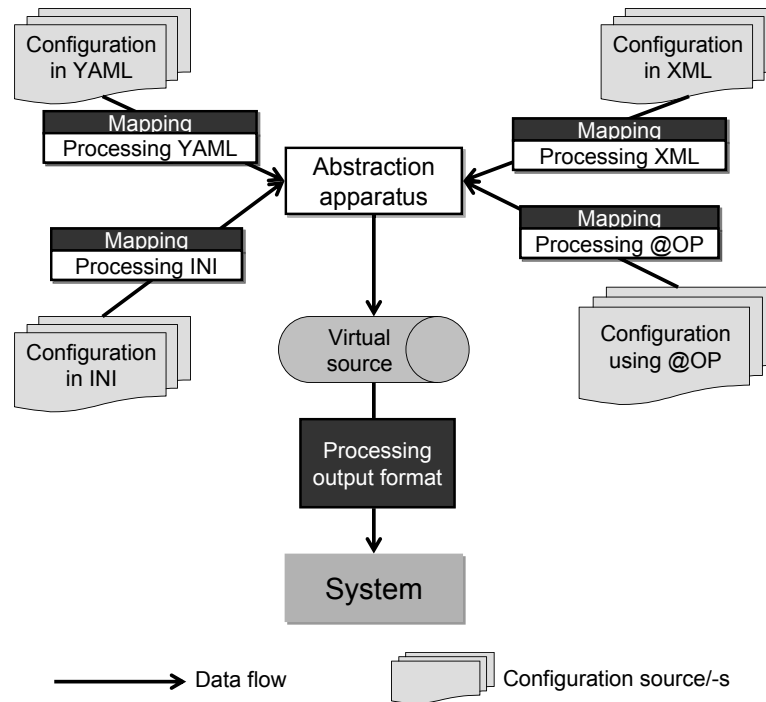 Configuration
in YAML
Configuration
in XML
Mapping
Processing YAML
Mapping
Processing XML
Abstraction
apparatus
Mapping
Processing INI
Mapping
Processing @OP
Configuration
in INI
Virtual
source
Configuration
using @OP
Processing
output format
System
Data flow
Configuration source/-s